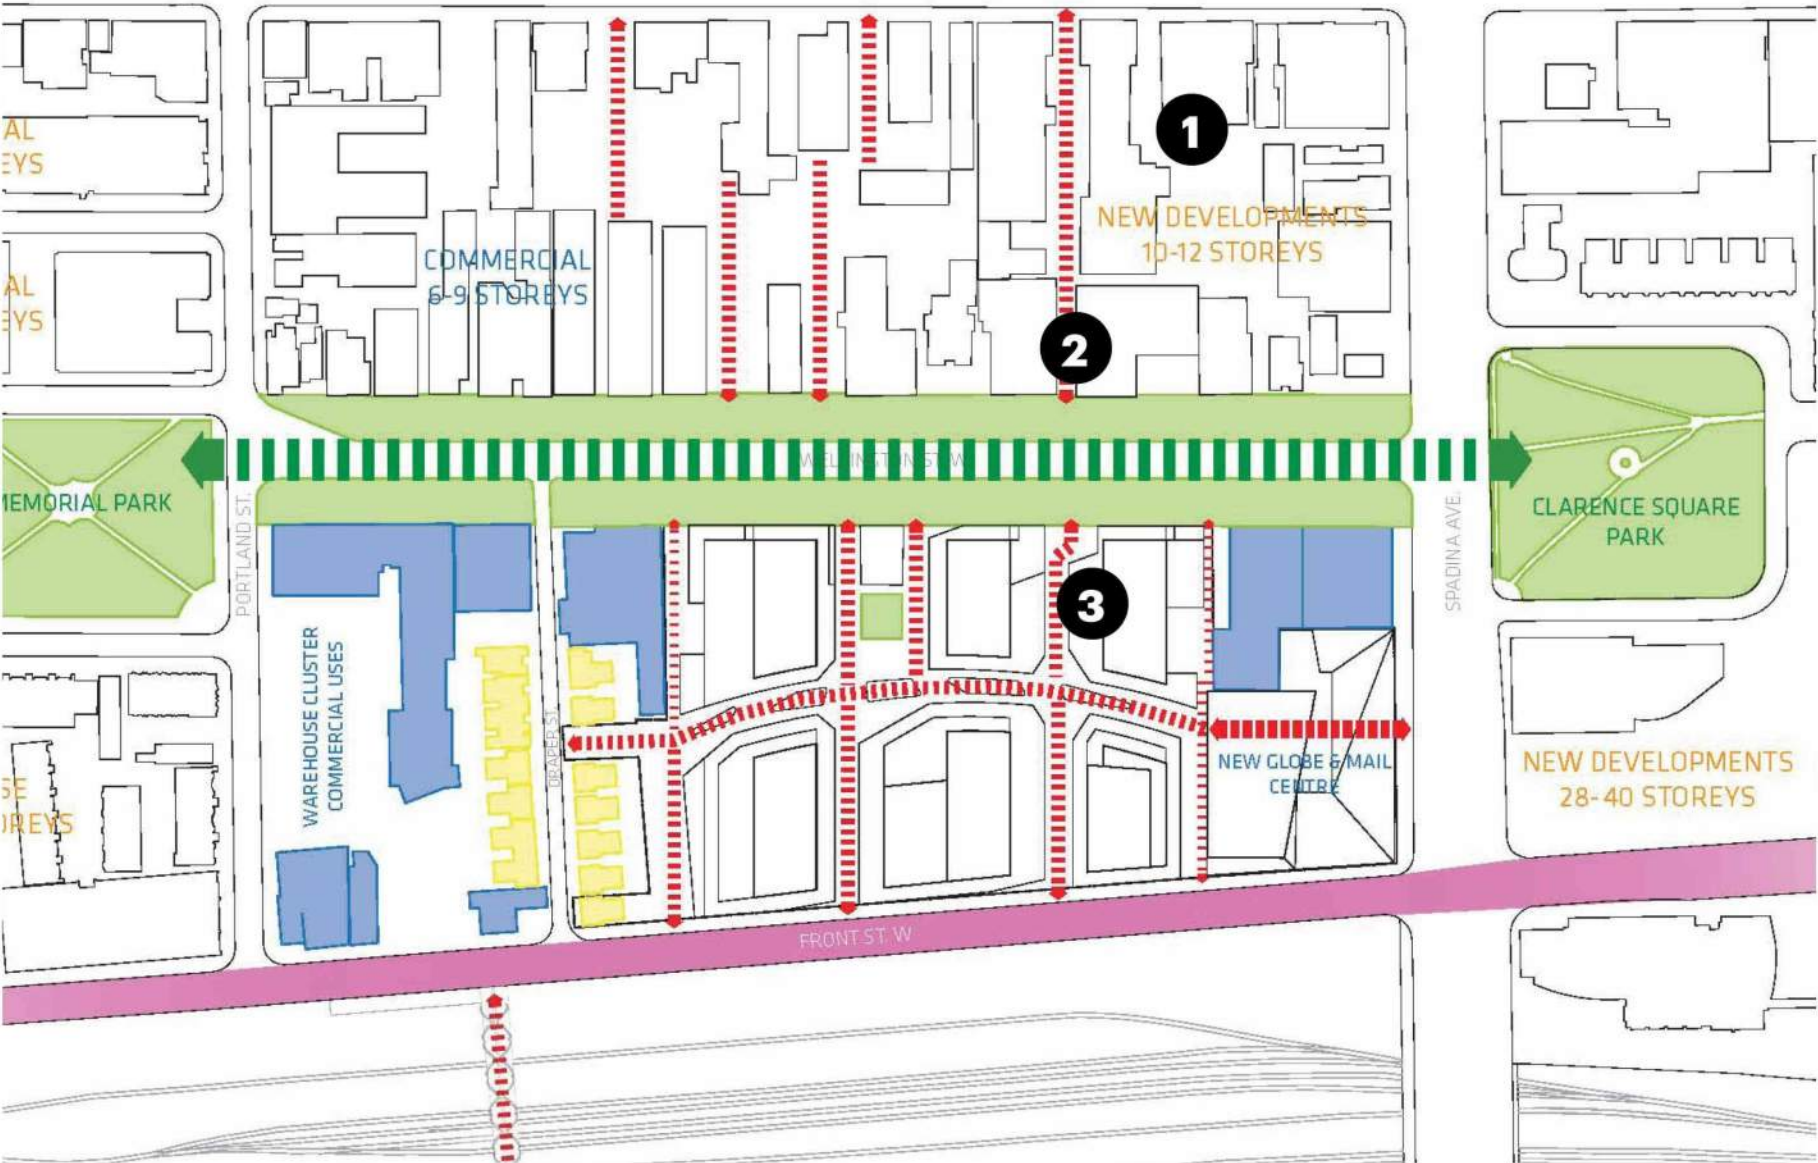 AL
EYS
1
NEW DEVELOPMENTS
10-12 STOREYS
COMMERCIAL
6-9 STOREYS
AL
EYS
2
WELLINGTON ST. W.
MEMORIAL PARK
PORTLAND ST.
SPADINA AVE.
CLARENCE SQUARE
PARK
3
WAREHOUSE CLUSTER
COMMERCIAL USES
DRAPER ST.
NEW GLOBE & MAIL
CENTRE
NEW DEVELOPMENTS
28-40 STOREYS
SE
OREYS
FRONT ST. W